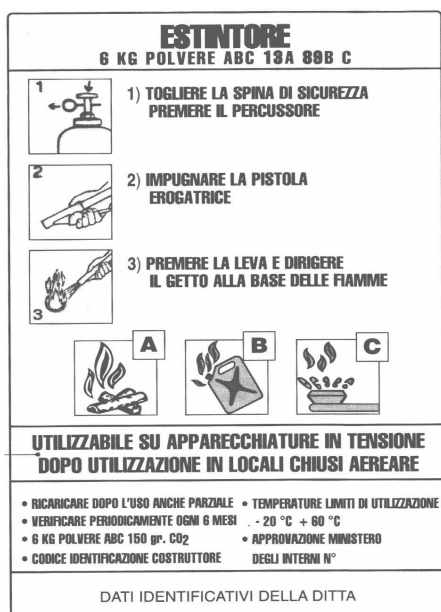 ESTINTORE
6 KG POLVERE ABC 13A 89B C
1
1) TOGLIERE LA SPINA DI SICUREZZA
PREMERE IL PERCUSSORE
2
2) IMPUGNARE LA PISTOLA
EROGATRICE
3
3) PREMERE LA LEVA E DIRIGERE
IL GETTO ALLA BASE DELLE FIAMME
A B C
UTILIZZABILE SU APPARECCHIATURE IN TENSIONE
DOPO UTILIZZAZIONE IN LOCALI CHIUSI AEREARE
• RICARICARE DOPO L'USO ANCHE PARZIALE
• VERIFICARE PERIODICAMENTE OGNI 6 MESI
• 6 KG POLVERE ABC 150 gr. CO2
• CODICE IDENTIFICAZIONE COSTRUTTORE
• TEMPERATURE LIMITI DI UTILIZZAZIONE
- 20 °C + 60 °C
• APPROVAZIONE MINISTERO
DEGLI INTERNI N°
DATI IDENTIFICATIVI DELLA DITTA